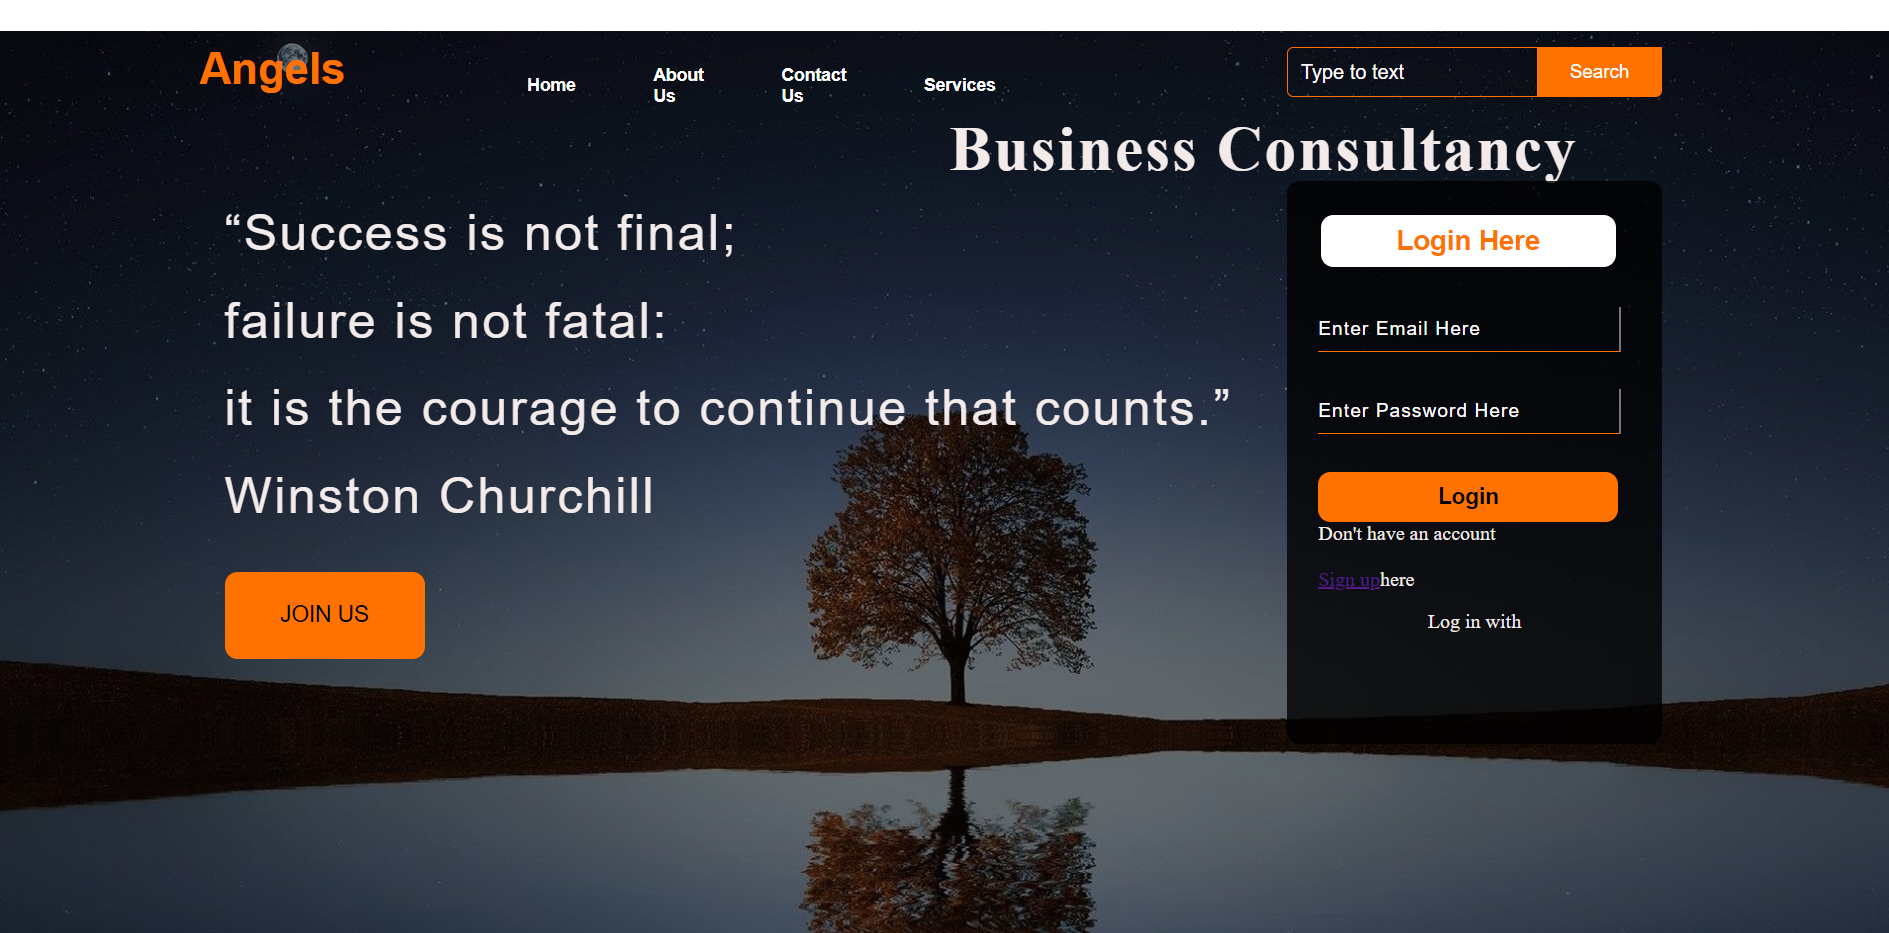 Angels
Home
About
Us
Contact
Us
Services
Type to text
Search
Business Consultancy
“Success is not final;
failure is not fatal:
it is the courage to continue that counts.”
Winston Churchill
JOIN US
Login Here
Enter Email Here
Enter Password Here
Login
Don't have an account
Sign uphere
Log in with